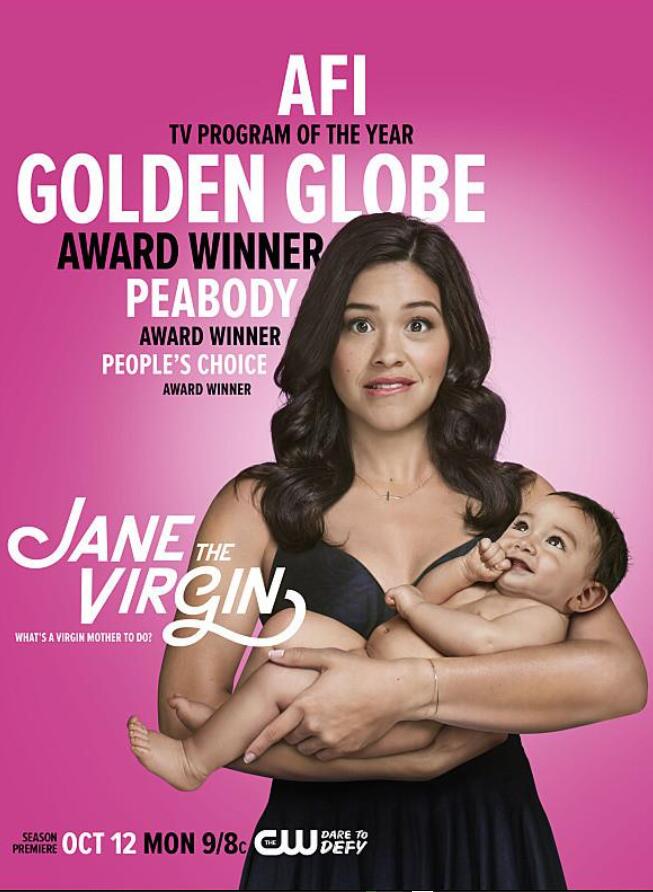 AFI
TV PROGRAM OF THE YEAR
GOLDEN GLOBE
AWARD WINNER
PEABODY
AWARD WINNER
PEOPLE'S CHOICE
AWARD WINNER
JANE THE
VIRGIN
WHAT'S A VIRGIN MOTHER TO DO?
SEASON PREMIERE OCT 12 MON 9/8c THE CW DARE TO DEFY